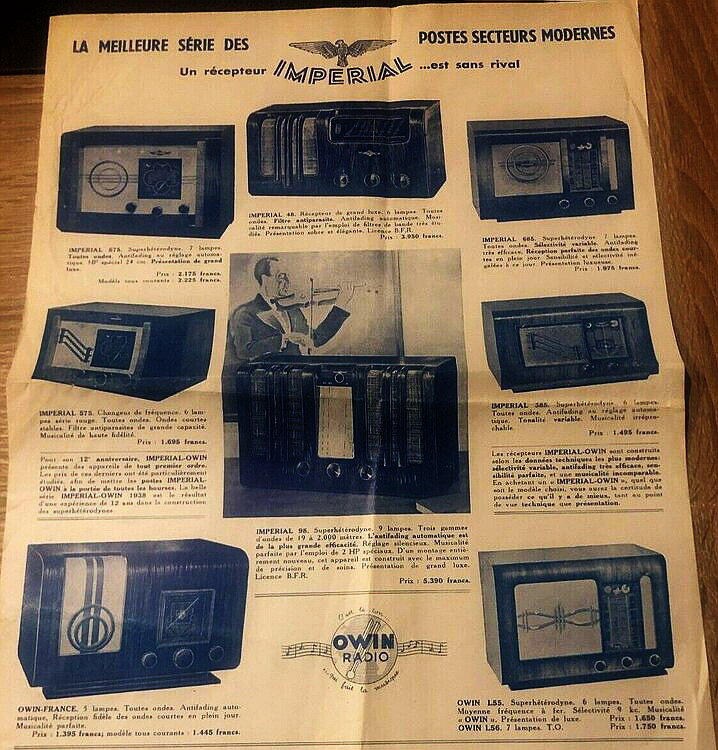 LA MEILLEURE SÉRIE DES
POSTES SECTEURS MODERNES
Un récepteur IMPERIAL ...est sans rival
IMPERIAL 675. Superhétérodyne. 7 lampes.
Toutes ondes. Antifading au réglage automa-
tique. HP spécial 24 cm. Présentation de grand
luxe.
Prix : 2.175 francs.
Modèle tous courants : 2.225 francs.
IMPERIAL 48. Récepteur de grand luxe. 6 lampes. Toutes
ondes. Filtre antiparasite. Antifading automatique. Musi-
calité remarquable par l'emploi de filtres de bande très étu-
diés. Présentation sobre et élégante. Licence B.F.R.
Prix : 3.950 francs.
IMPERIAL 685. Superhétérodyne 7 lampes.
Toutes ondes. Sélectivité variable. Antifading
très efficace. Réception parfaite des ondes cour-
tes en plein jour. Sensibilité et sélectivité iné-
galées à ce jour. Présentation luxueuse.
Prix : 1.975 francs.
IMPERIAL 575. Changeur de fréquence. 6 lam-
pes série rouge. Toutes ondes. Ondes courtes
stables. Filtre antiparasites de grande capacité.
Musicalité de haute fidélité.
Prix : 1.695 francs.
Pour son 12e anniversaire, IMPERIAL-OWIN
présente des appareils de tout premier ordre.
Les prix de ces derniers ont été particulièrement
étudiés, afin de mettre les postes IMPERIAL-
OWIN à la portée de toutes les bourses. La belle
série IMPERIAL-OWIN 1938 est le résultat
d'une expérience de 12 ans dans la construction
des superhétérodynes.
IMPERIAL 585. Superhétérodyne. 6 lampes.
Toutes ondes. Antifading au réglage automa-
tique. Tonalité variable. Musicalité irrépro-
chable.
Prix : 1.495 francs.
Les récepteurs IMPERIAL-OWIN sont construits
selon les données techniques les plus modernes:
sélectivité variable, antifading très efficace, sen-
sibilité parfaite, et une musicalité incomparable.
En achetant un « IMPERIAL-OWIN », quel que
soit le modèle choisi, vous aurez la certitude de
posséder ce qu'il y a de mieux, tant au point
de vue technique que présentation.
IMPERIAL 98. Superhétérodyne. 9 lampes. Trois gammes
d'ondes de 19 à 2.000 mètres. L'antifading automatique est
de la plus grande efficacité. Réglage silencieux. Musicalité
parfaite par l'emploi de 2 HP spéciaux. D'un montage entiè-
rement nouveau, cet appareil est construit avec le maximum
de précision et de soins. Présentation de grand luxe.
Licence B.F.R.
Prix : 5.390 francs.
C'est le lion
OWIN
RADIO
qui fait la musique
OWIN-FRANCE. 5 lampes. Toutes ondes. Antifading auto-
matique. Réception fidèle des ondes courtes en plein jour.
Musicalité parfaite.
Prix : 1.395 francs; modèle tous courants : 1.445 francs.
OWIN L55. Superhétérodyne. 6 lampes. Toutes ondes.
Moyenne fréquence à fer. Sélectivité 9 kc. Musicalité
« OWIN ». Présentation de luxe. Prix : 1.650 francs.
OWIN L56. 7 lampes. T.O. Prix : 1.750 francs.